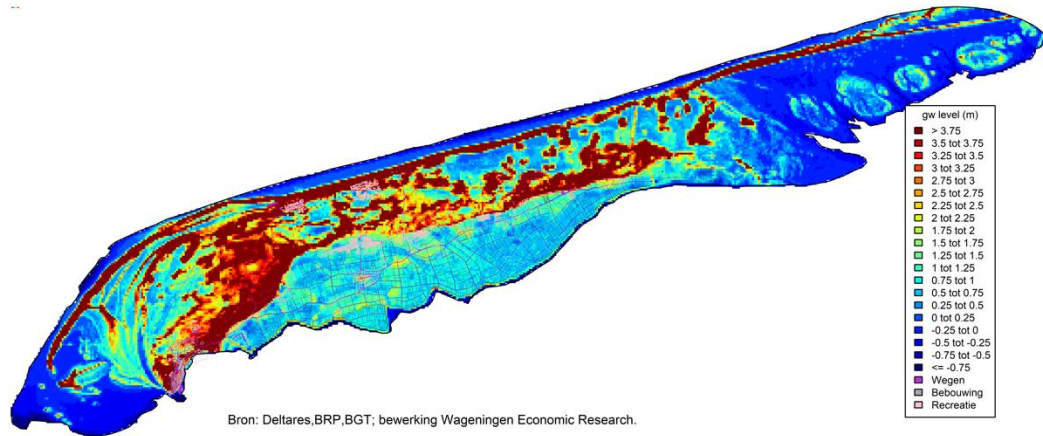 gw level (m)
> 3.75
3.5 tot 3.75
3.25 tot 3.5
3 tot 3.25
2.75 tot 3
2.5 tot 2.75
2.25 tot 2.5
2 tot 2.25
1.75 tot 2
1.5 tot 1.75
1.25 tot 1.5
1 tot 1.25
0.75 tot 1
0.5 tot 0.75
0.25 tot 0.5
0 tot 0.25
-0.25 tot 0
-0.5 tot -0.25
-0.75 tot -0.5
<= -0.75
Wegen
Bebouwing
Recreatie
Bron: Deltares,BRP,BGT; bewerking Wageningen Economic Research.